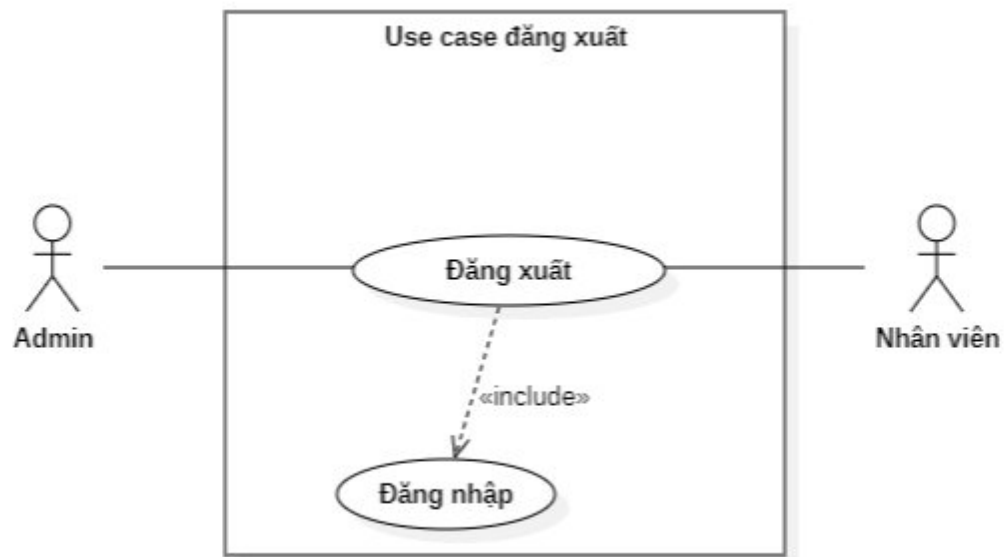 Use case đăng xuất
Đăng xuất
Admin
Nhân viên
«include»
Đăng nhập